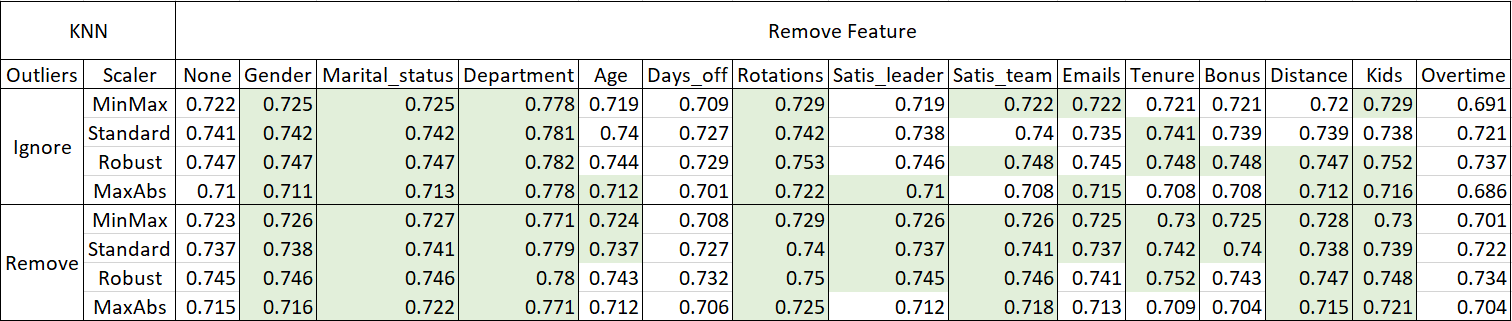 KNN Remove Feature
Outliers Scaler None Gender Marital_status Department Age Days_off Rotations Satis_leader Satis_team Emails Tenure Bonus Distance Kids Overtime
Ignore
MinMax 0.722 0.725 0.725 0.778 0.719 0.709 0.729 0.719 0.722 0.722 0.721 0.721 0.72 0.729 0.691
Standard 0.741 0.742 0.742 0.781 0.74 0.727 0.742 0.738 0.74 0.735 0.741 0.739 0.739 0.738 0.721
Robust 0.747 0.747 0.747 0.782 0.744 0.729 0.753 0.746 0.748 0.745 0.748 0.748 0.747 0.752 0.737
MaxAbs 0.71 0.711 0.713 0.778 0.712 0.701 0.722 0.71 0.708 0.715 0.708 0.708 0.712 0.716 0.686
Remove
MinMax 0.723 0.726 0.727 0.771 0.724 0.708 0.729 0.726 0.726 0.725 0.73 0.725 0.728 0.73 0.701
Standard 0.737 0.738 0.741 0.779 0.737 0.727 0.74 0.737 0.741 0.737 0.742 0.74 0.738 0.739 0.722
Robust 0.745 0.746 0.746 0.78 0.743 0.732 0.75 0.745 0.746 0.741 0.752 0.743 0.747 0.748 0.734
MaxAbs 0.715 0.716 0.722 0.771 0.712 0.706 0.725 0.712 0.718 0.713 0.709 0.704 0.715 0.721 0.704